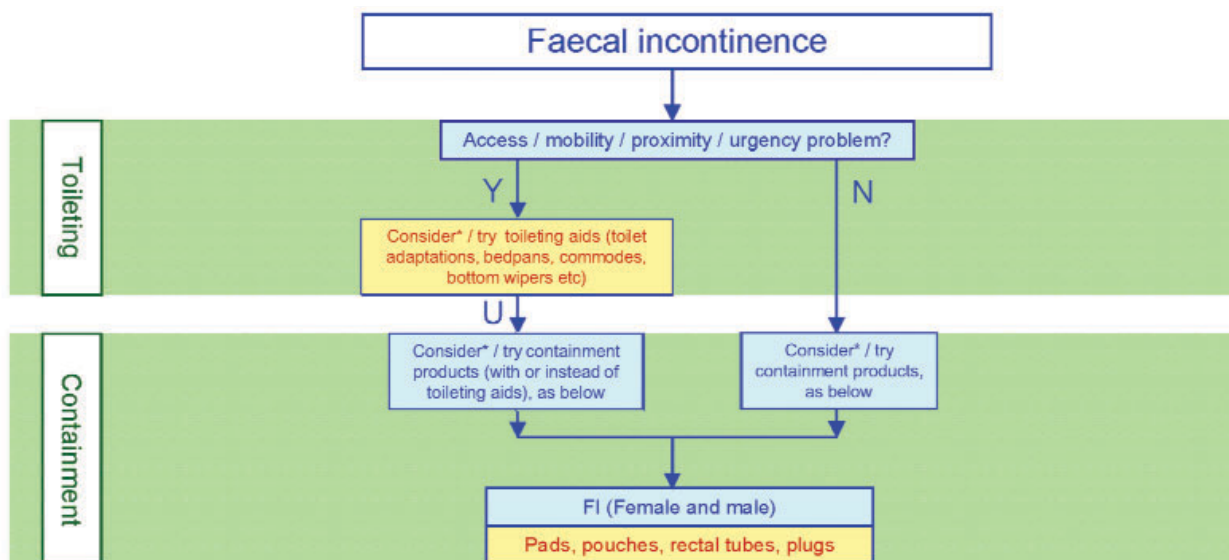 Faecal incontinence
Toileting
Access / mobility / proximity / urgency problem?
Y
N
Consider* / try toileting aids (toilet
adaptations, bedpans, commodes,
bottom wipers etc)
U
Containment
Consider* / try containment
products (with or instead of
toileting aids), as below
Consider* / try
containment products,
as below
FI (Female and male)
Pads, pouches, rectal tubes, plugs